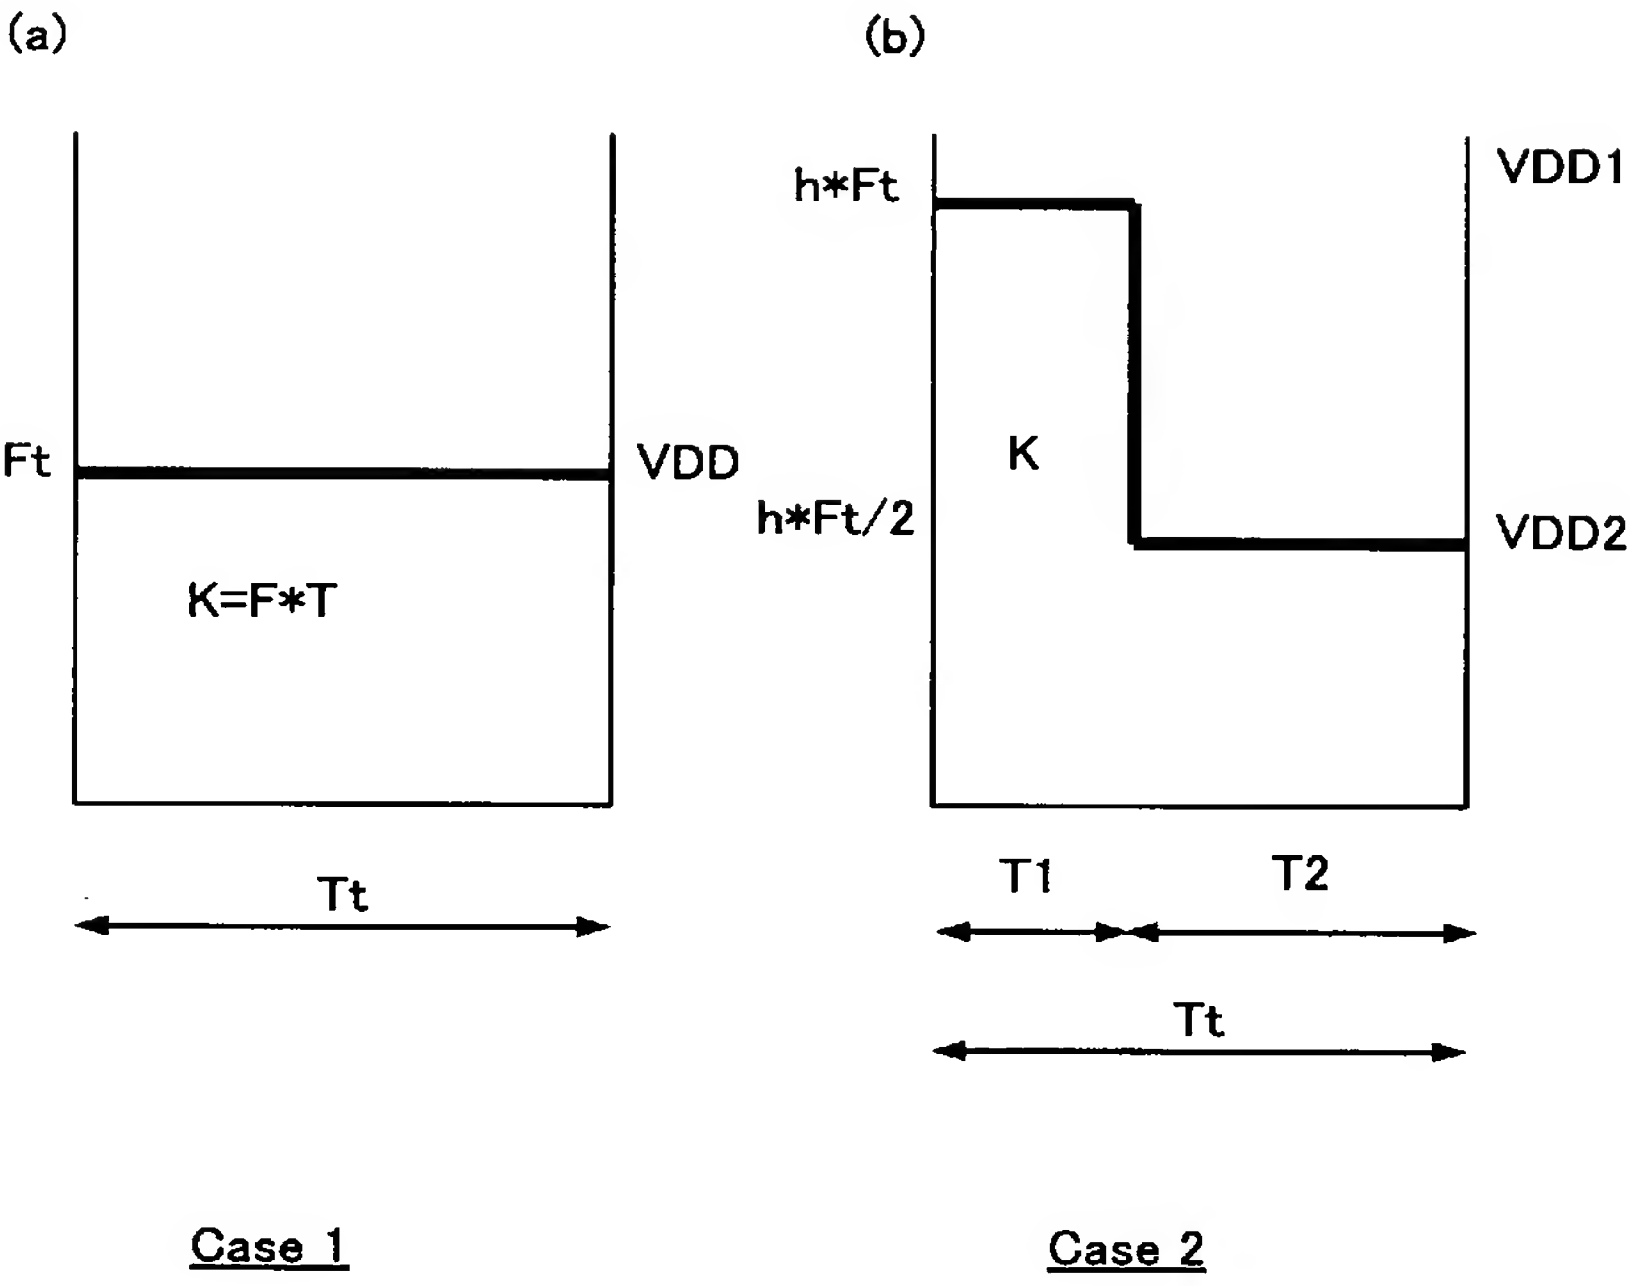 (a)
Ft
VDD
K=F*T
Tt
Case 1
(b)
h*Ft
VDD1
K
h*Ft/2
VDD2
T1
T2
Tt
Case 2